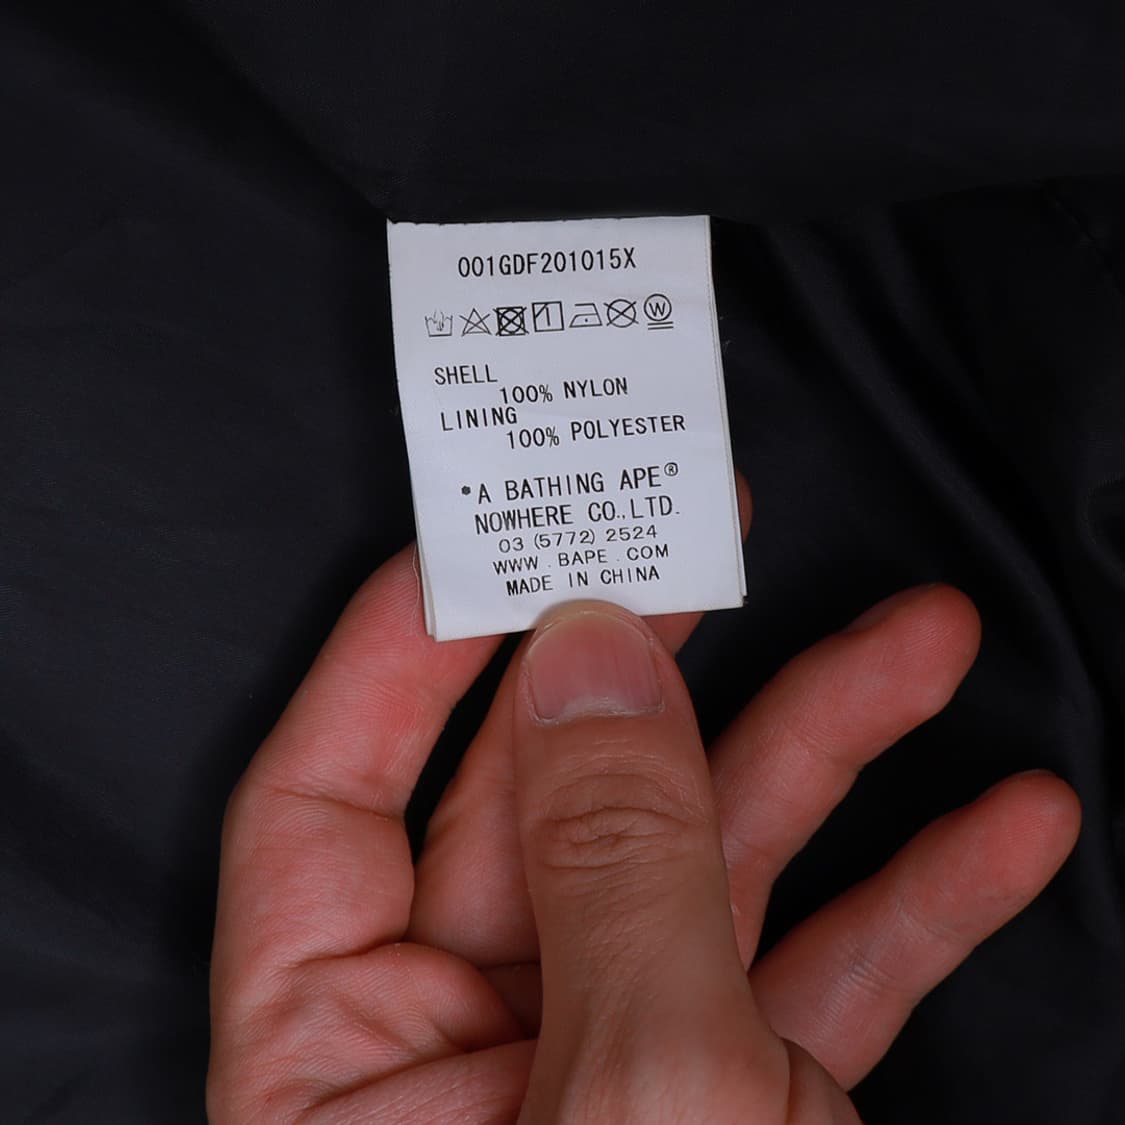 001GDF201015X
W
SHELL
100% NYLON
LINING
100% POLYESTER
*A BATHING APE®
NOWHERE CO.,LTD.
03 (5772) 2524
WWW . BAPE . COM
MADE IN CHINA